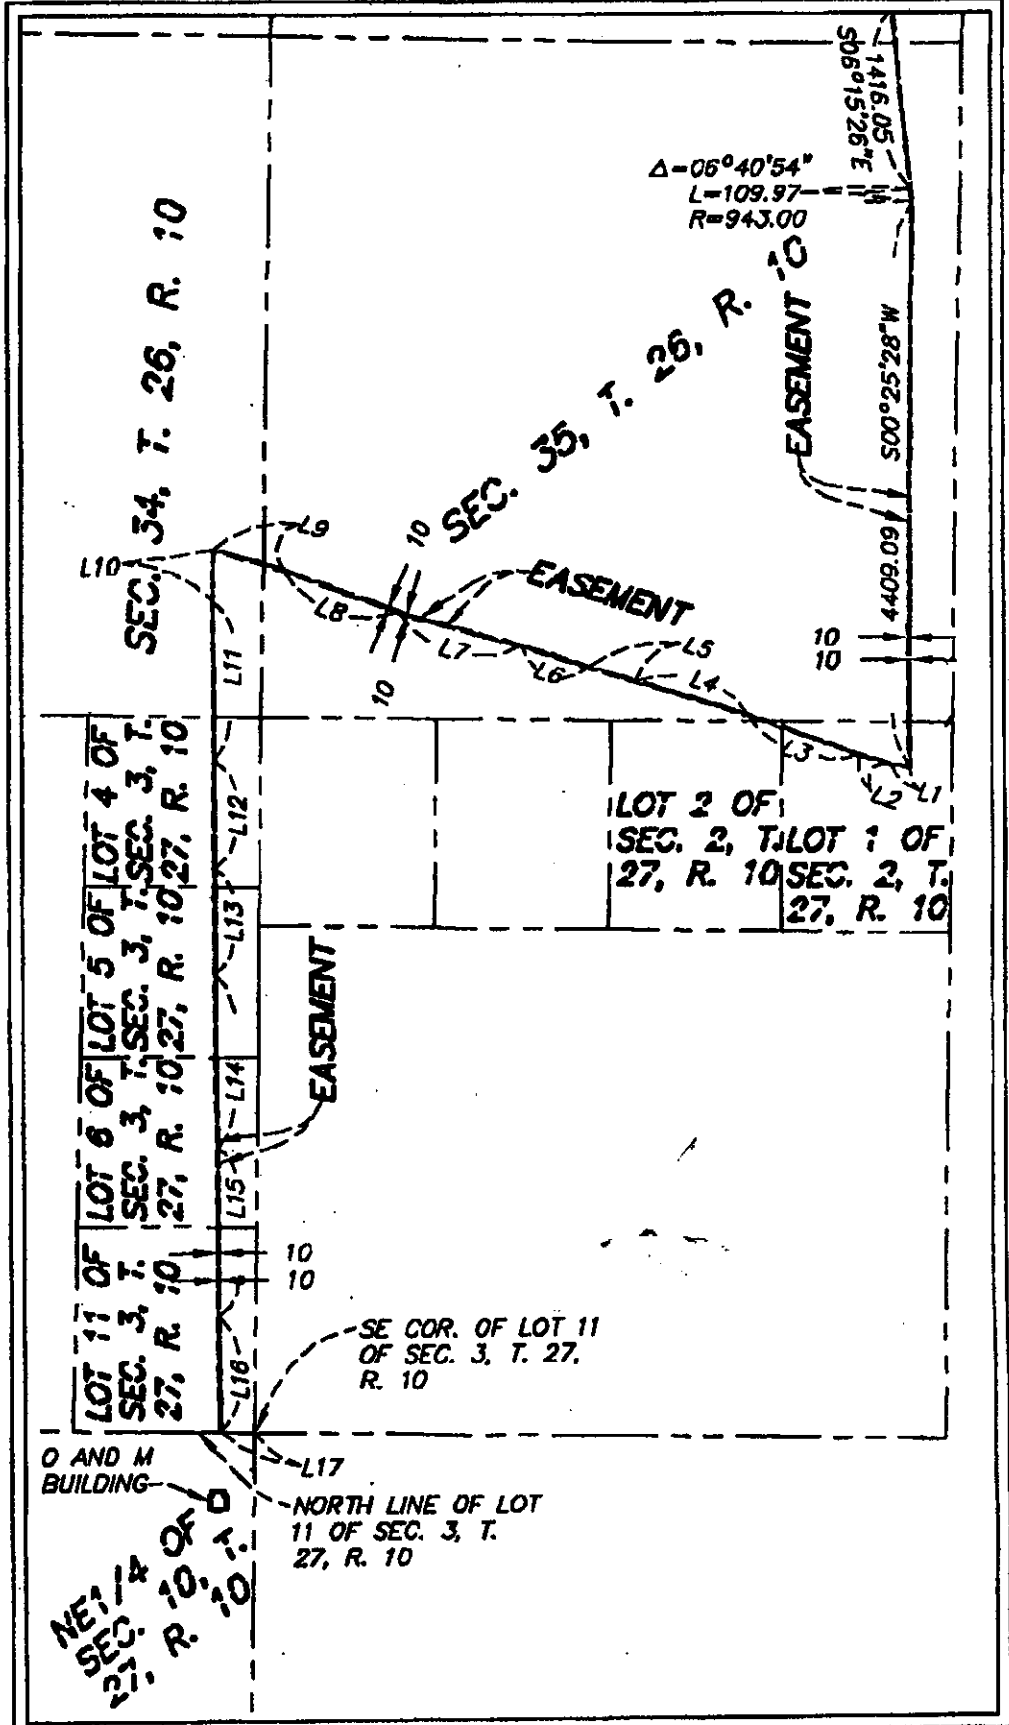 1416.05
S06°15'26"E
Δ=06°40'54"
L=109.97
R=943.00
SEC. 34, T. 26, R. 10
SEC. 35, T. 26, R. 10
EASEMENT
S00°25'28"W
4409.09
10
10
L10
L9
10
EASEMENT
L8
L7
10
L6
L5
L4
L3
L2
L1
L11
LOT 4 OF
SEC. 3, T.
27, R. 10
L12
LOT 2 OF
SEC. 2, T.
27, R. 10
LOT 1 OF
SEC. 2, T.
27, R. 10
LOT 5 OF
SEC. 3, T.
27, R. 10
L13
EASEMENT
LOT 6 OF
SEC. 3, T.
27, R. 10
L14
L15
10
10
LOT 11 OF
SEC. 3, T.
27, R. 10
L16
SE COR. OF LOT 11
OF SEC. 3, T. 27,
R. 10
L17
O AND M
BUILDING
NORTH LINE OF LOT
11 OF SEC. 3, T.
27, R. 10
NE1/4 OF
SEC. 10, T.
27, R. 10